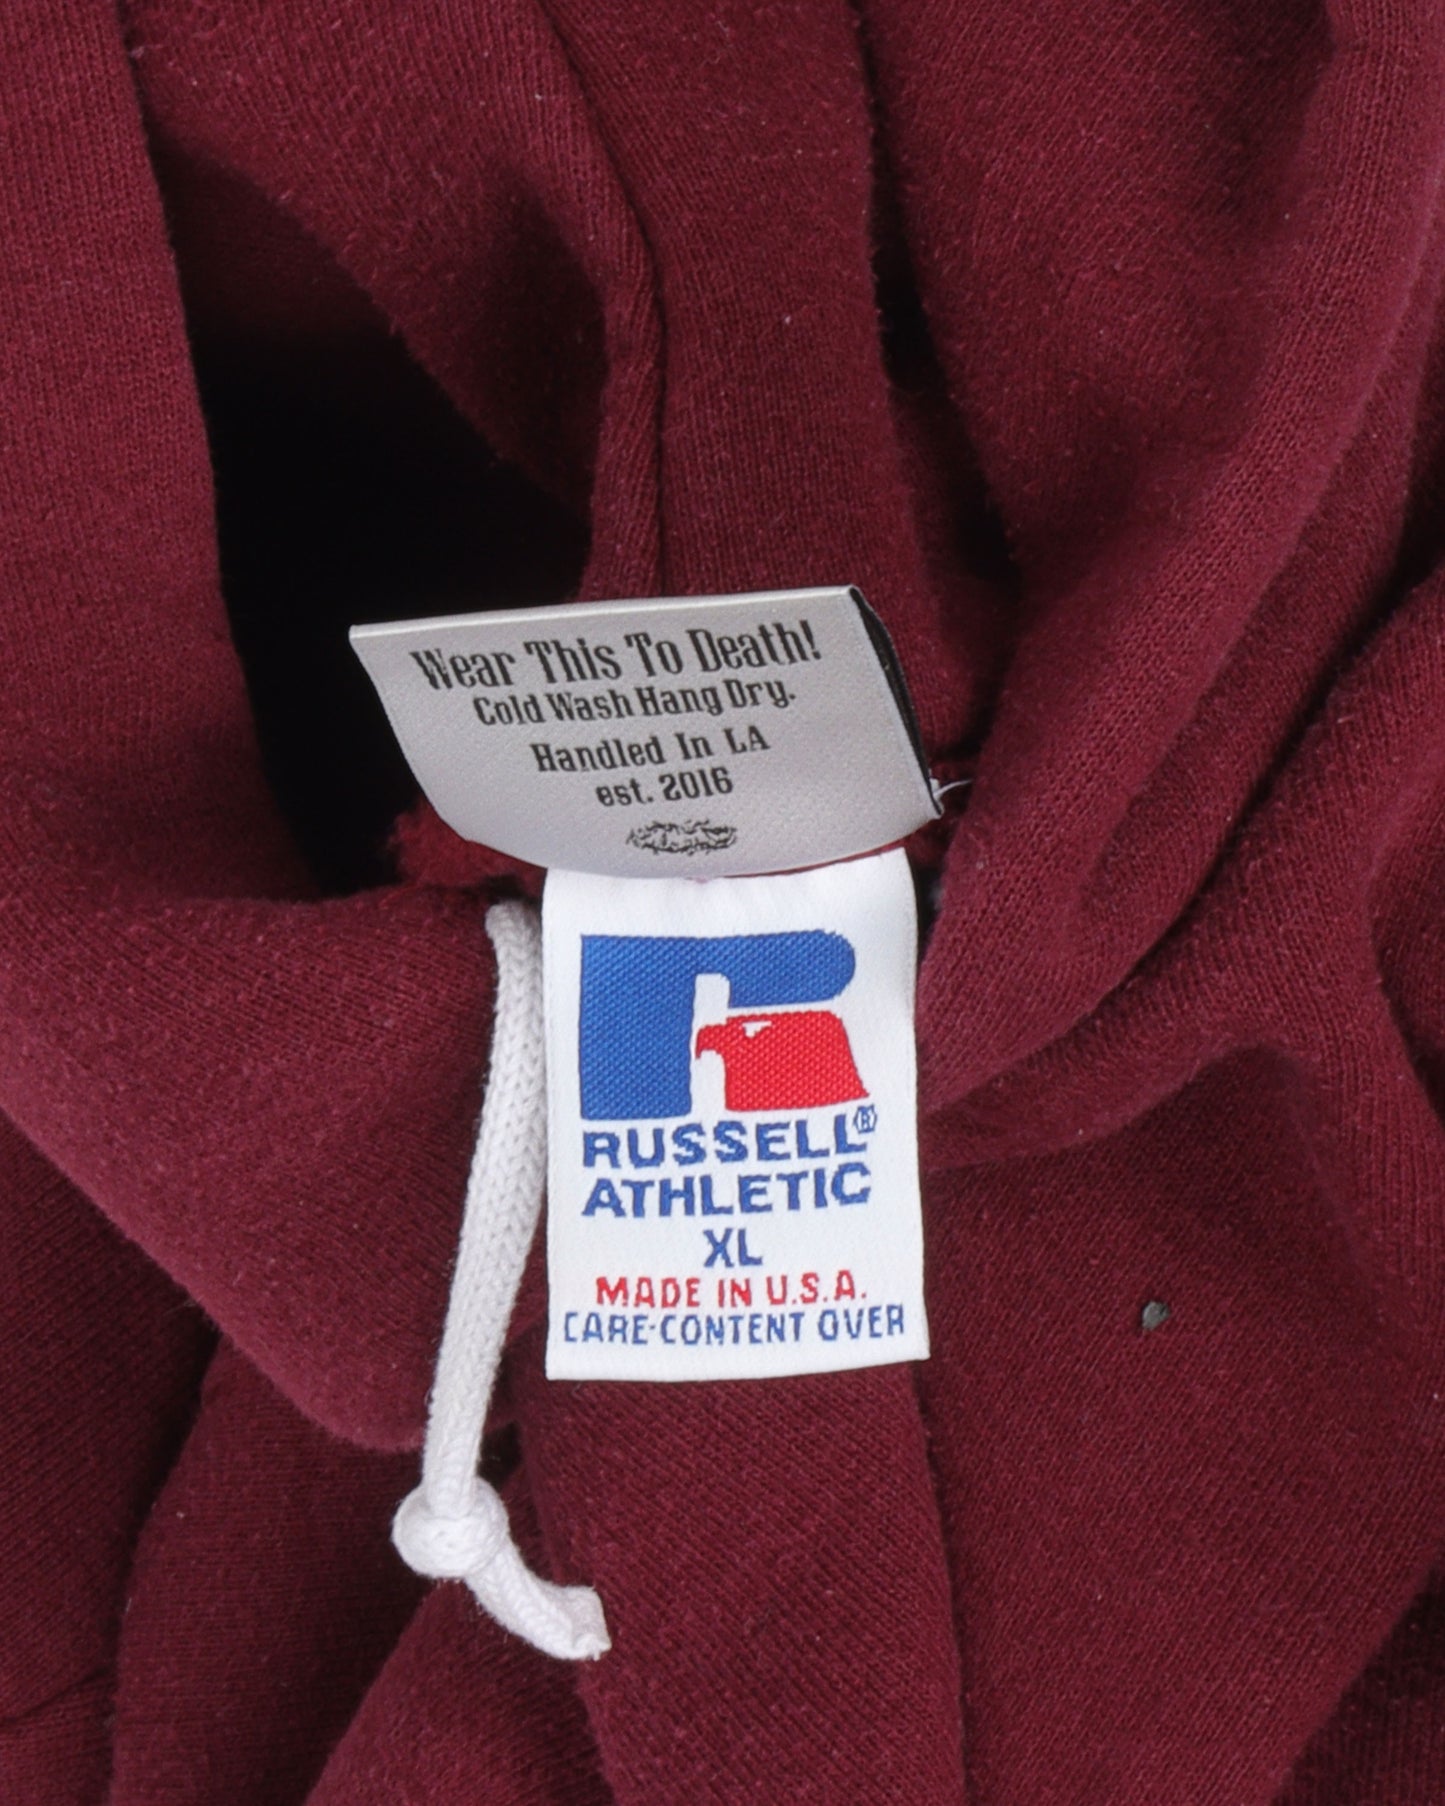 Wear This To Death!
Cold Wash Hang Dry.
Handled In LA
est. 2016
RUSSELL®
ATHLETIC
XL
MADE IN U.S.A.
CARE-CONTENT OVER